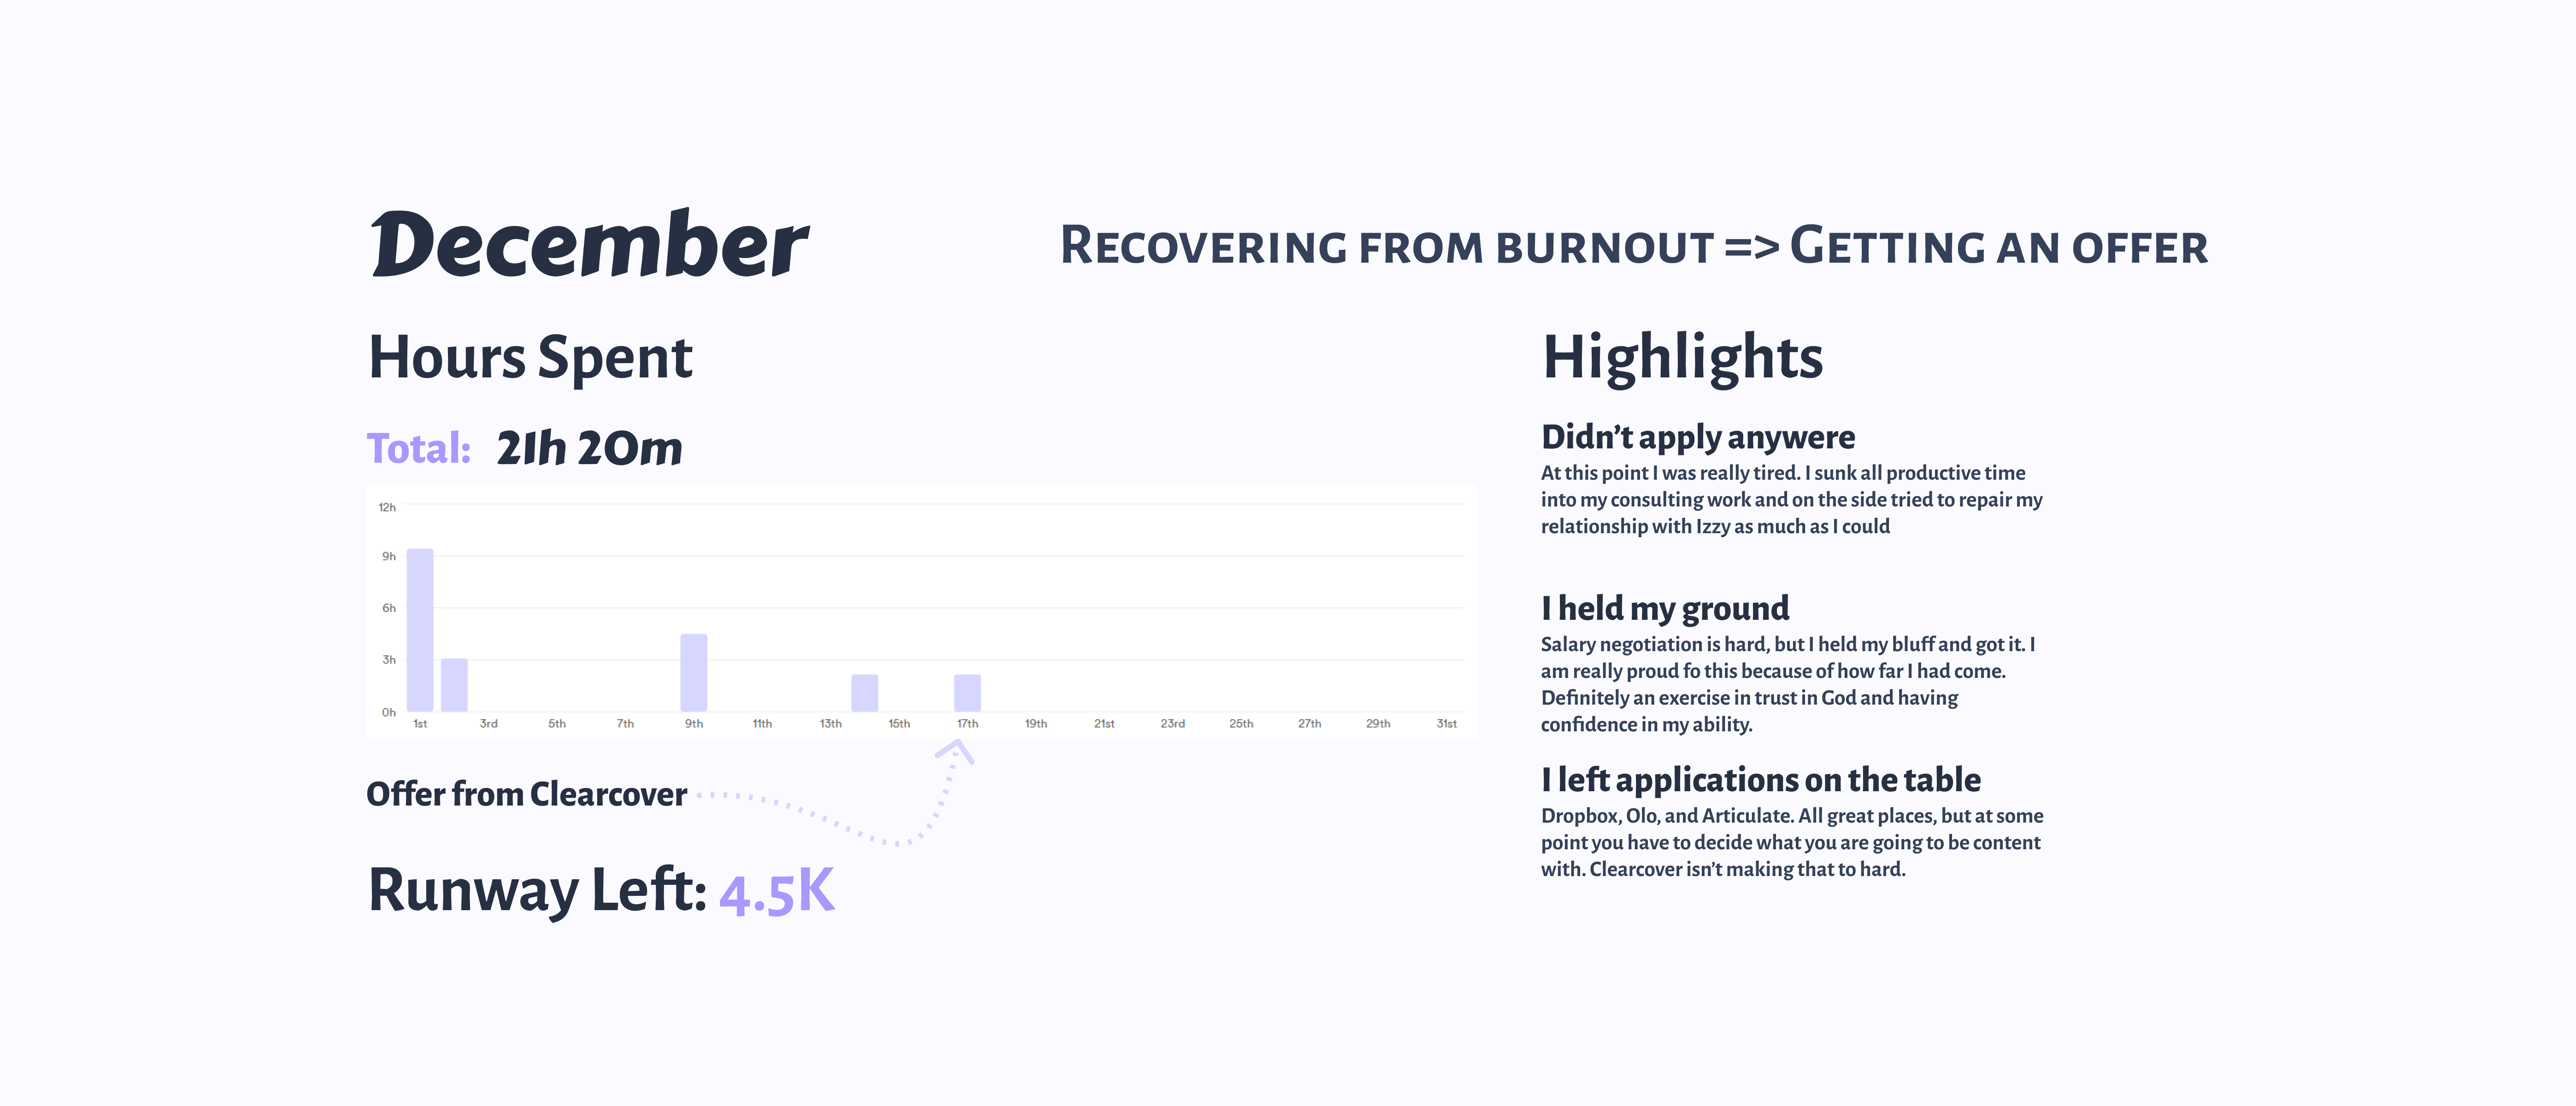 December
Recovering from burnout => Getting an offer
Hours Spent
Total: 21h 20m
12h
9h
6h
3h
0h
1st 3rd 5th 7th 9th 11th 13th 15th 17th 19th 21st 23rd 25th 27th 29th 31st
Offer from Clearcover
Runway Left: 4.5K
Highlights
Didn’t apply anywere
At this point I was really tired. I sunk all productive time
into my consulting work and on the side tried to repair my
relationship with Izzy as much as I could
I held my ground
Salary negotiation is hard, but I held my bluff and got it. I
am really proud fo this because of how far I had come.
Definitely an exercise in trust in God and having
confidence in my ability.
I left applications on the table
Dropbox, Olo, and Articulate. All great places, but at some
point you have to decide what you are going to be content
with. Clearcover isn’t making that to hard.